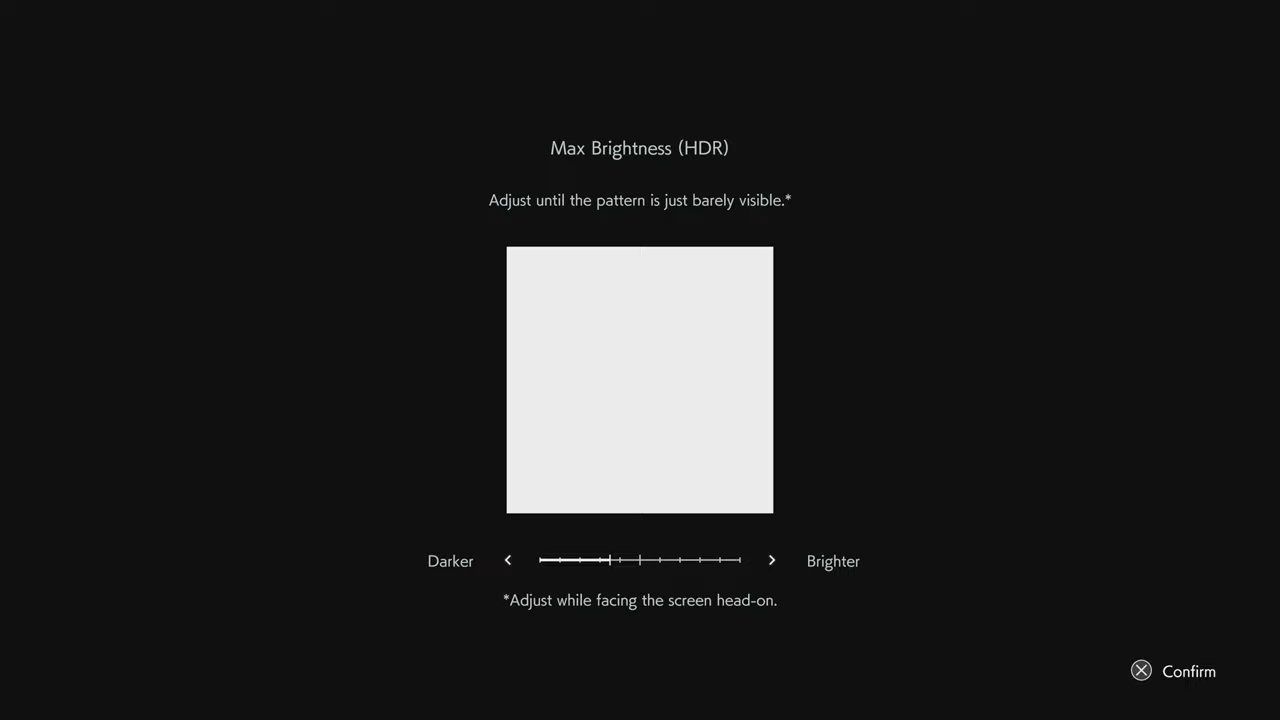 Max Brightness (HDR)
Adjust until the pattern is just barely visible.*
Darker
Brighter
*Adjust while facing the screen head-on.
Confirm